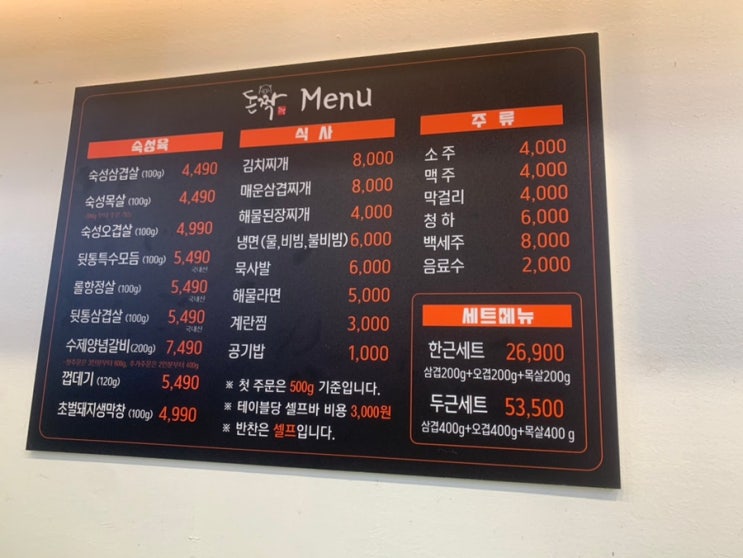 돈짝 Menu
숙성육
숙성삼겹살 (100g) 4,490
숙성목살 (100g) 4,490
숙성오겹살 (100g) 4,990
뒷통특수모듬 (100g) 5,490
국내산
롤항정살 (100g) 5,490
국내산
뒷통삼겹살 (100g) 5,490
국내산
수제양념갈비(200g) 7,490
껍데기 (120g) 5,490
초벌돼지생막창 (100g) 4,990
식사
김치찌개 8,000
매운삼겹찌개 8,000
해물된장찌개 4,000
냉면(물,비빔,불비빔) 6,000
묵사발 6,000
해물라면 5,000
계란찜 3,000
공기밥 1,000
※ 첫 주문은 500g 기준입니다.
※ 테이블당 셀프바 비용 3,000원
※ 반찬은 셀프입니다.
주류
소주 4,000
맥주 4,000
막걸리 4,000
청하 6,000
백세주 8,000
음료수 2,000
세트메뉴
한근세트 26,900
삼겹200g+오겹200g+목살200g
두근세트 53,500
삼겹400g+오겹400g+목살400 g